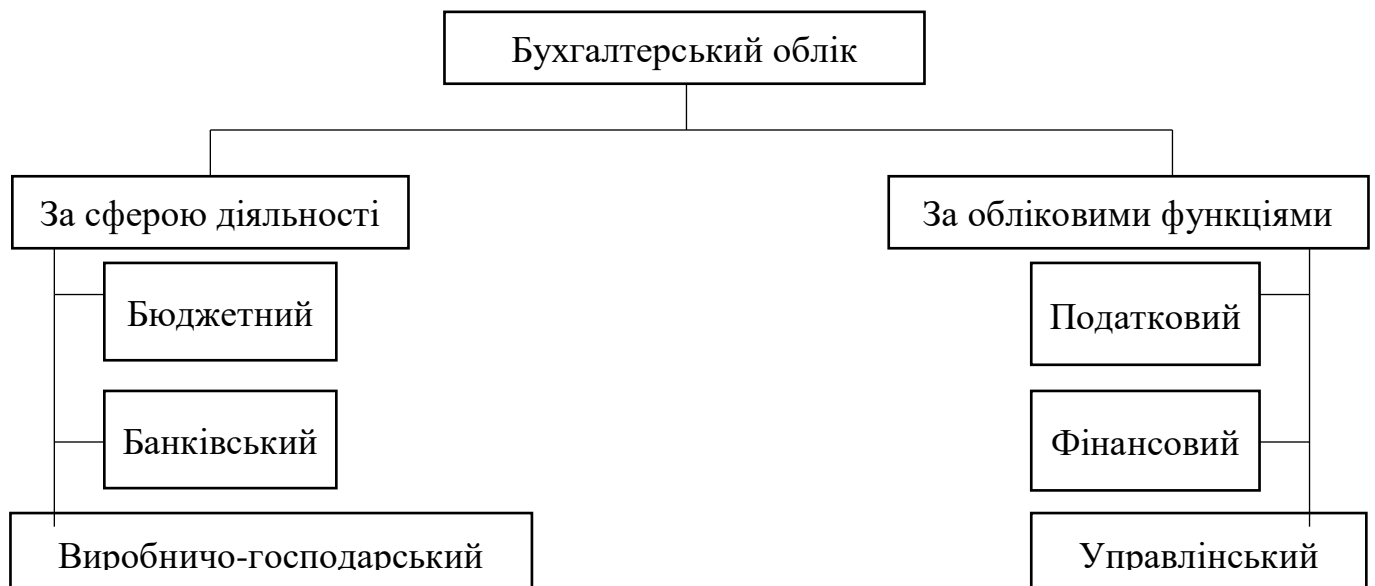 Бухгалтерський облік
За сферою діяльності
Бюджетний
Банківський
Виробничо-господарський
За обліковими функціями
Податковий
Фінансовий
Управлінський